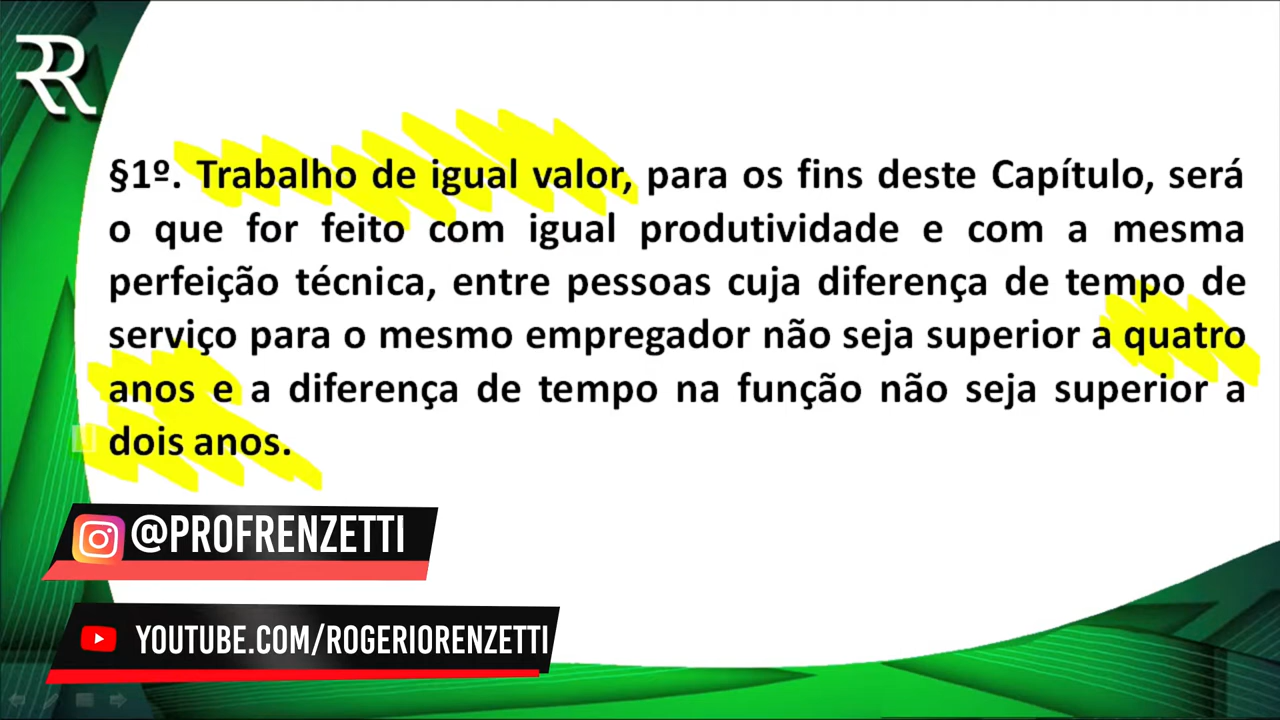 RR
§1º. Trabalho de igual valor, para os fins deste Capítulo, será
o que for feito com igual produtividade e com a mesma
perfeição técnica, entre pessoas cuja diferença de tempo de
serviço para o mesmo empregador não seja superior a quatro
anos e a diferença de tempo na função não seja superior a
dois anos.
@PROFRENZETTI
YOUTUBE.COM/ROGERIORENZETTI